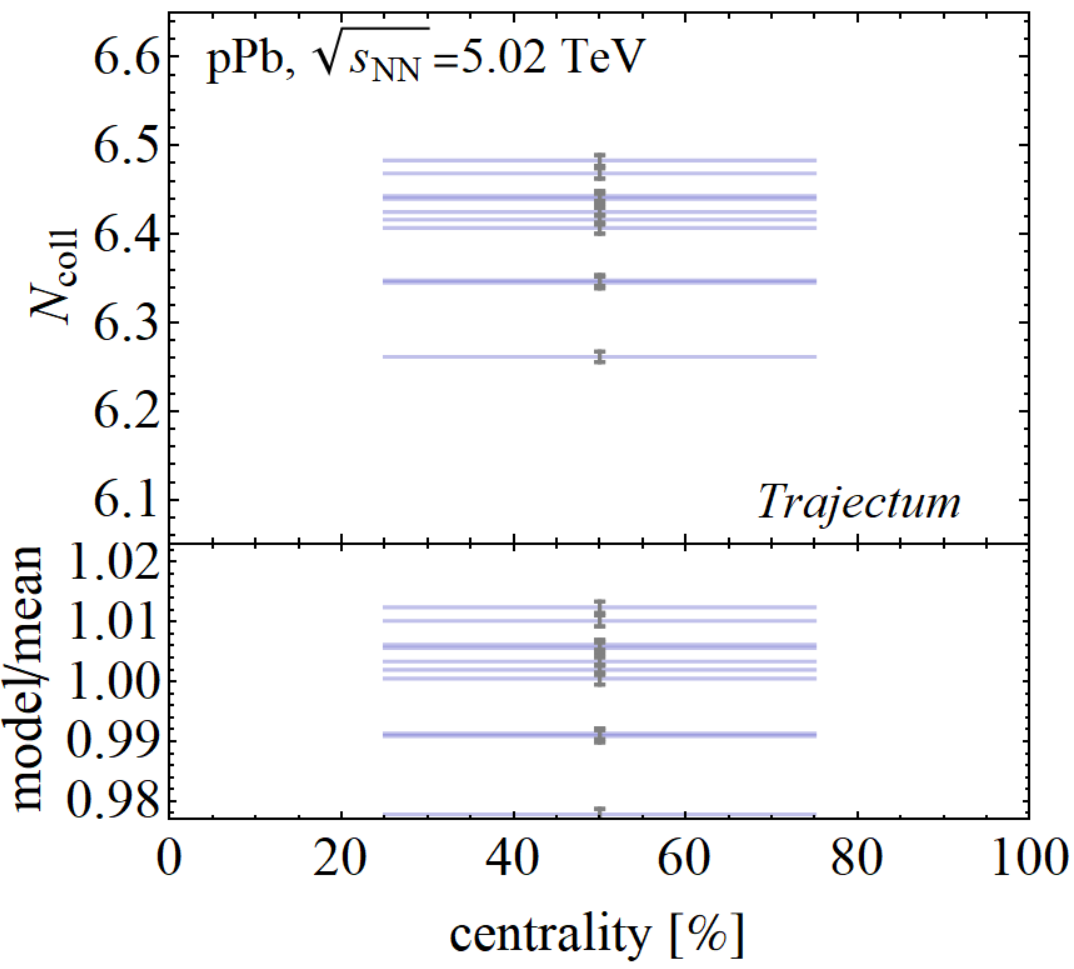 pPb, √sNN=5.02 TeV
6.6
6.5
6.4
6.3
6.2
6.1
Ncoll
Trajectum
1.02
1.01
1.00
0.99
0.98
model/mean
0 20 40 60 80 100
centrality [%]